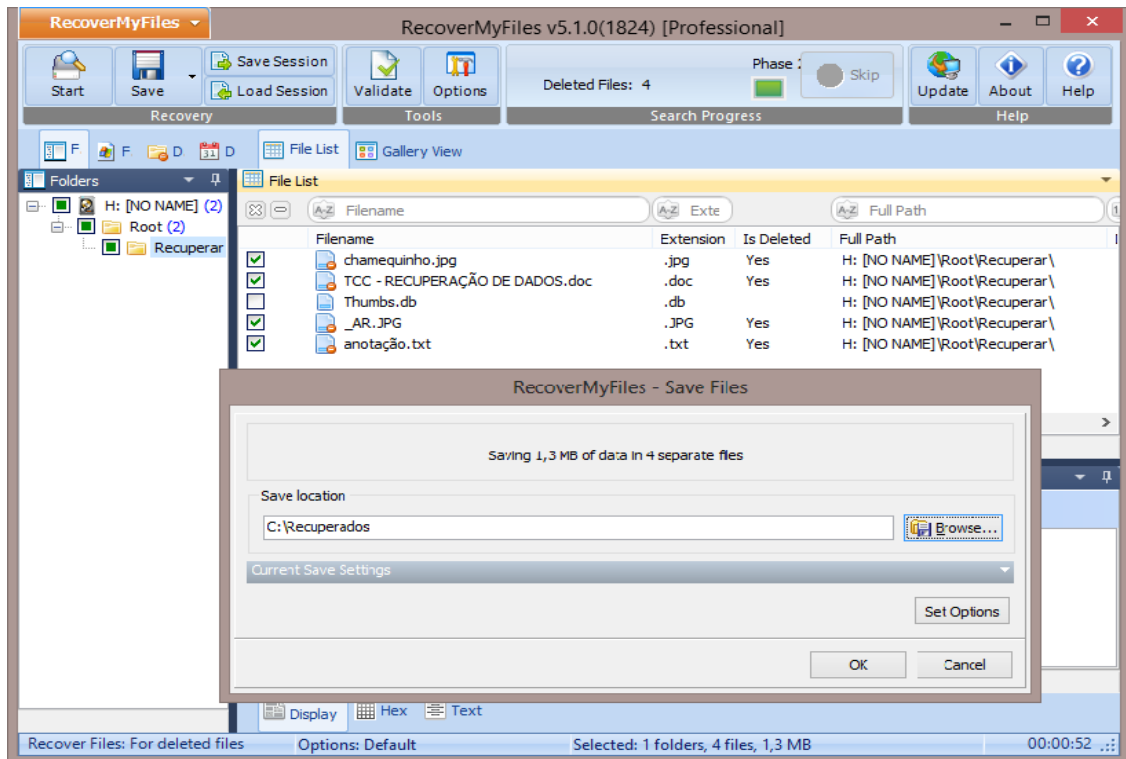 RecoverMyFiles
RecoverMyFiles v5.1.0(1824) [Professional]
Start
Save
Save Session
Load Session
Recovery
Validate
Options
Tools
Deleted Files: 4
Phase
Skip
Search Progress
Update
About
Help
Help
F
F.
D
D
File List
Gallery View
Folders
H: [NO NAME] (2)
Root (2)
Recuperar
File List
A-Z Filename
A-Z Exte
A-Z Full Path
Filename Extension Is Deleted Full Path
chamequinho.jpg .jpg Yes H: [NO NAME]\Root\Recuperar\
TCC - RECUPERAÇÃO DE DADOS.doc .doc Yes H: [NO NAME]\Root\Recuperar\
Thumbs.db .db H: [NO NAME]\Root\Recuperar\
_AR.JPG .JPG Yes H: [NO NAME]\Root\Recuperar\
anotação.txt .txt Yes H: [NO NAME]\Root\Recuperar\
RecoverMyFiles - Save Files
Saving 1,3 MB of data in 4 separate files
Save location
C:\Recuperados
Browse...
Current Save Settings
Set Options
OK
Cancel
Display
Hex
Text
Recover Files: For deleted files Options: Default Selected: 1 folders, 4 files, 1,3 MB 00:00:52